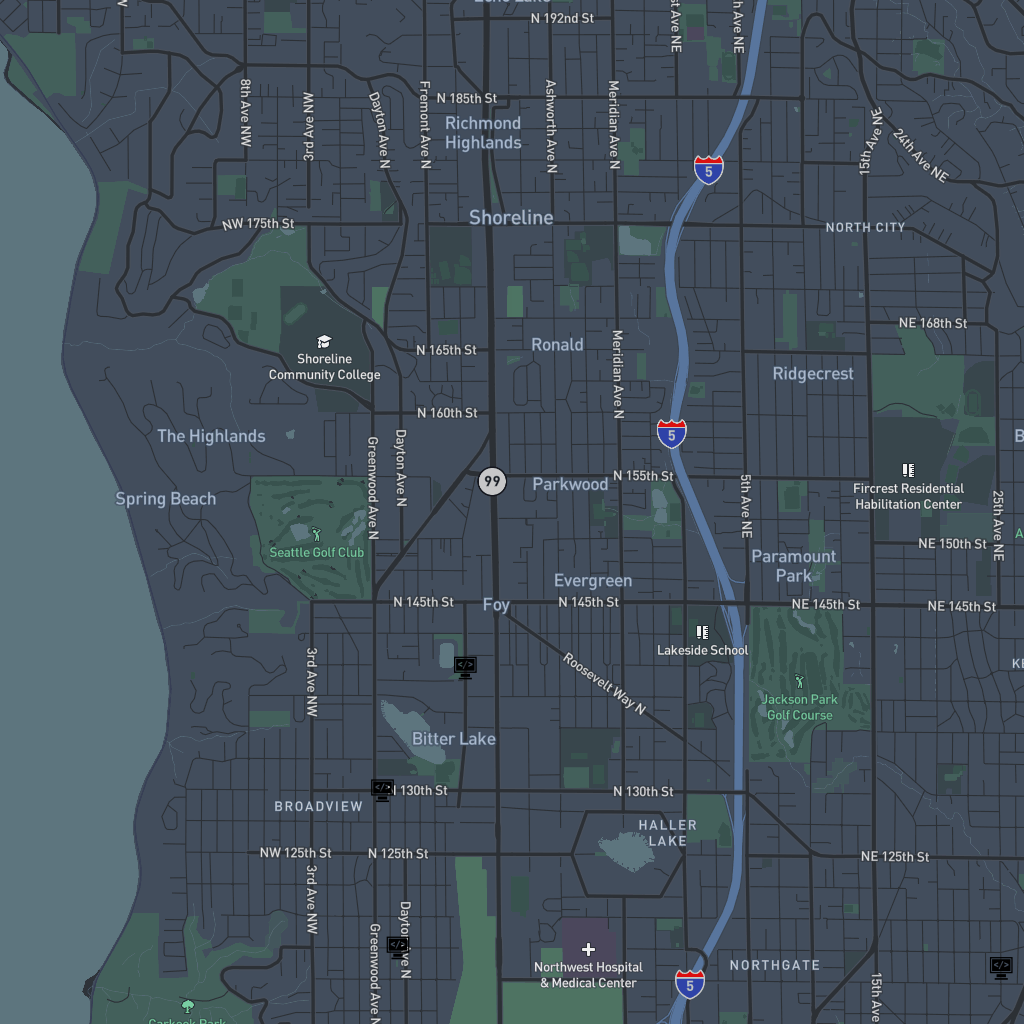 N 192nd St
Ave NE
Ave NE
8th Ave NW
3rd Ave NW
Dayton Ave N
Fremont Ave N
N 185th St
Ashworth Ave N
Meridian Ave N
15th Ave NE
24th Ave NE
Richmond
Highlands
5
NW 175th St
Shoreline
NORTH CITY
NE 168th St
Shoreline
Community College
N 165th St
Ronald
Meridian Ave N
Ridgecrest
N 160th St
The Highlands
5
Greenwood Ave N
Dayton Ave N
99
Parkwood
N 155th St
5th Ave NE
Fircrest Residential
Habilitation Center
25th Ave NE
Spring Beach
Seattle Golf Club
NE 150th St
Paramount
Park
Evergreen
N 145th St
Foy
N 145th St
NE 145th St
NE 145th St
Lakeside School
3rd Ave NW
Roosevelt Way N
Jackson Park
Golf Course
Bitter Lake
N 130th St
N 130th St
BROADVIEW
HALLER
LAKE
NW 125th St
N 125th St
NE 125th St
3rd Ave NW
Greenwood Ave N
Dayton Ave N
Northwest Hospital
& Medical Center
NORTHGATE
5
15th Ave
Carkeek Park